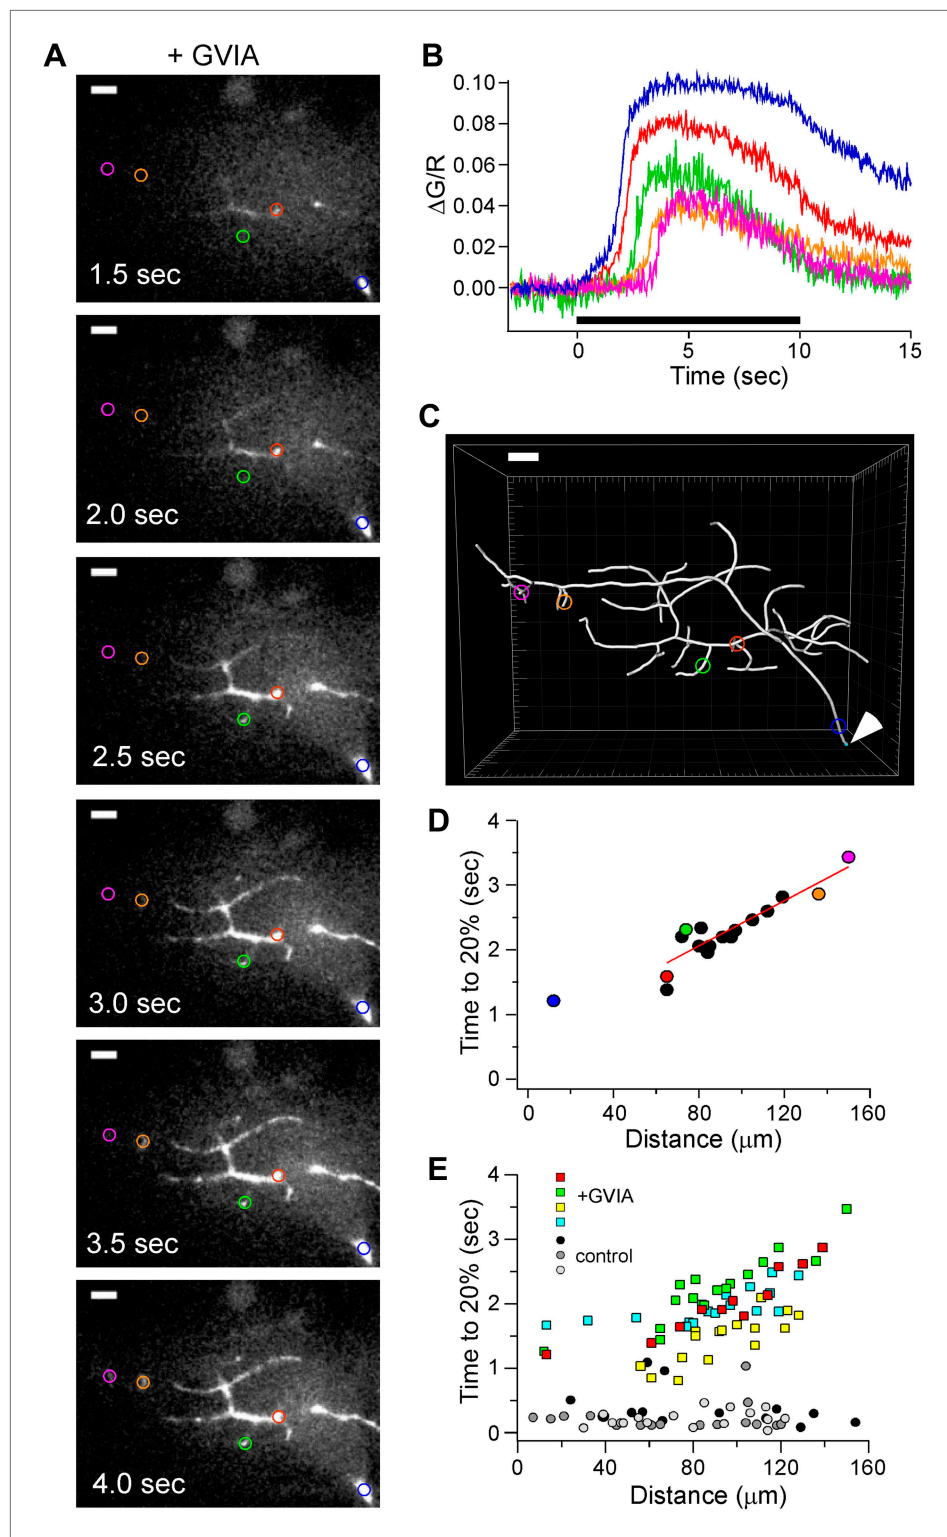 A
+ GVIA
1.5 sec
2.0 sec
2.5 sec
3.0 sec
3.5 sec
4.0 sec
B
ΔG/R
0.10
0.08
0.06
0.04
0.02
0.00
0 5 10 15
Time (sec)
C
D
Time to 20% (sec)
4
3
2
1
0
0 40 80 120 160
Distance (μm)
E
Time to 20% (sec)
4
3
2
1
0
+GVIA
control
0 40 80 120 160
Distance (μm)